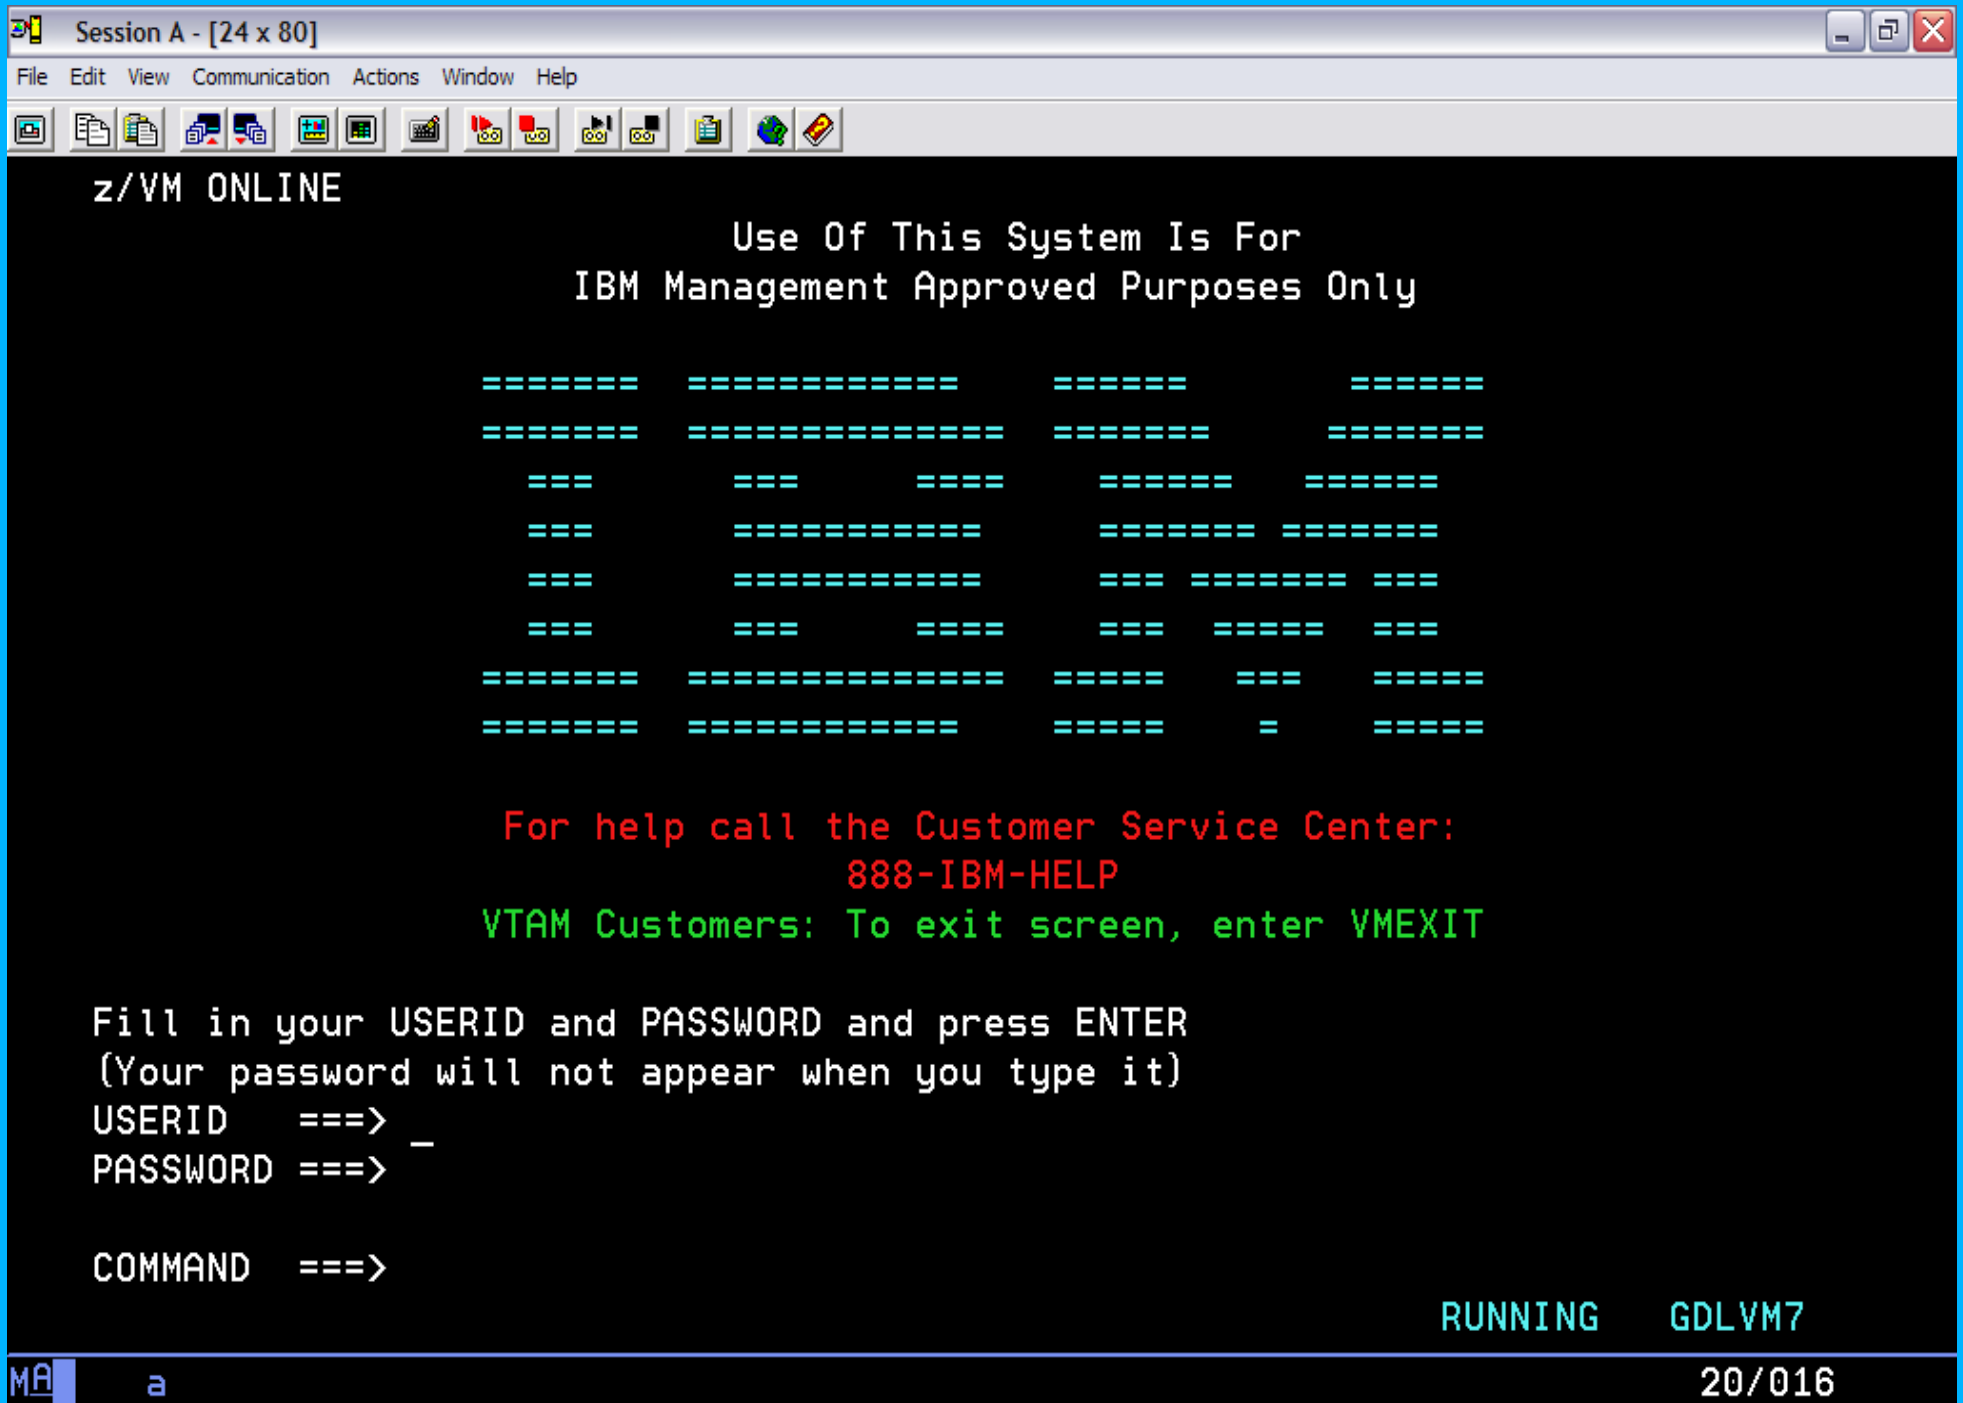 Session A - [24 x 80]
File Edit View Communication Actions Window Help
z/VM ONLINE
Use Of This System Is For
IBM Management Approved Purposes Only
=======  ============    ======       ======
=======  ==============  =======     =======
  ===      ===     ====    ======   ======
  ===      ===========     ======= =======
  ===      ===========     === ======= ===
  ===      ===     ====    ===  =====  ===
=======  ==============  =====   ===   =====
=======  ============    =====    =    =====
For help call the Customer Service Center:
888-IBM-HELP
VTAM Customers: To exit screen, enter VMEXIT
Fill in your USERID and PASSWORD and press ENTER
(Your password will not appear when you type it)
USERID   ===> _
PASSWORD ===>
COMMAND  ===>
RUNNING   GDLVM7
MA a 20/016